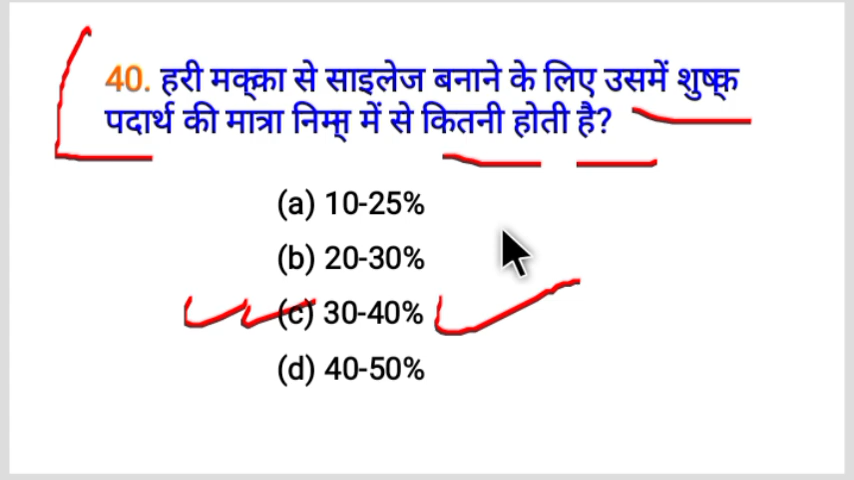 40. हरी मक्का से साइलेज बनाने के लिए उसमें शुष्क
पदार्थ की मात्रा निम्न में से कितनी होती है?
(a) 10-25%
(b) 20-30%
(c) 30-40%
(d) 40-50%